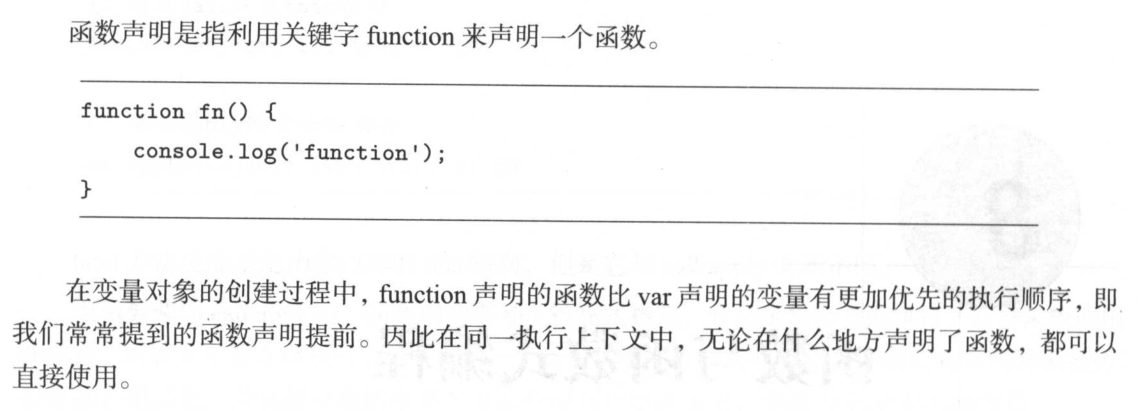 函数声明是指利用关键字 function 来声明一个函数。
function fn() {
    console.log('function');
}
在变量对象的创建过程中，function 声明的函数比 var 声明的变量有更加优先的执行顺序，即
我们常常提到的函数声明提前。因此在同一执行上下文中，无论在什么地方声明了函数，都可以
直接使用。